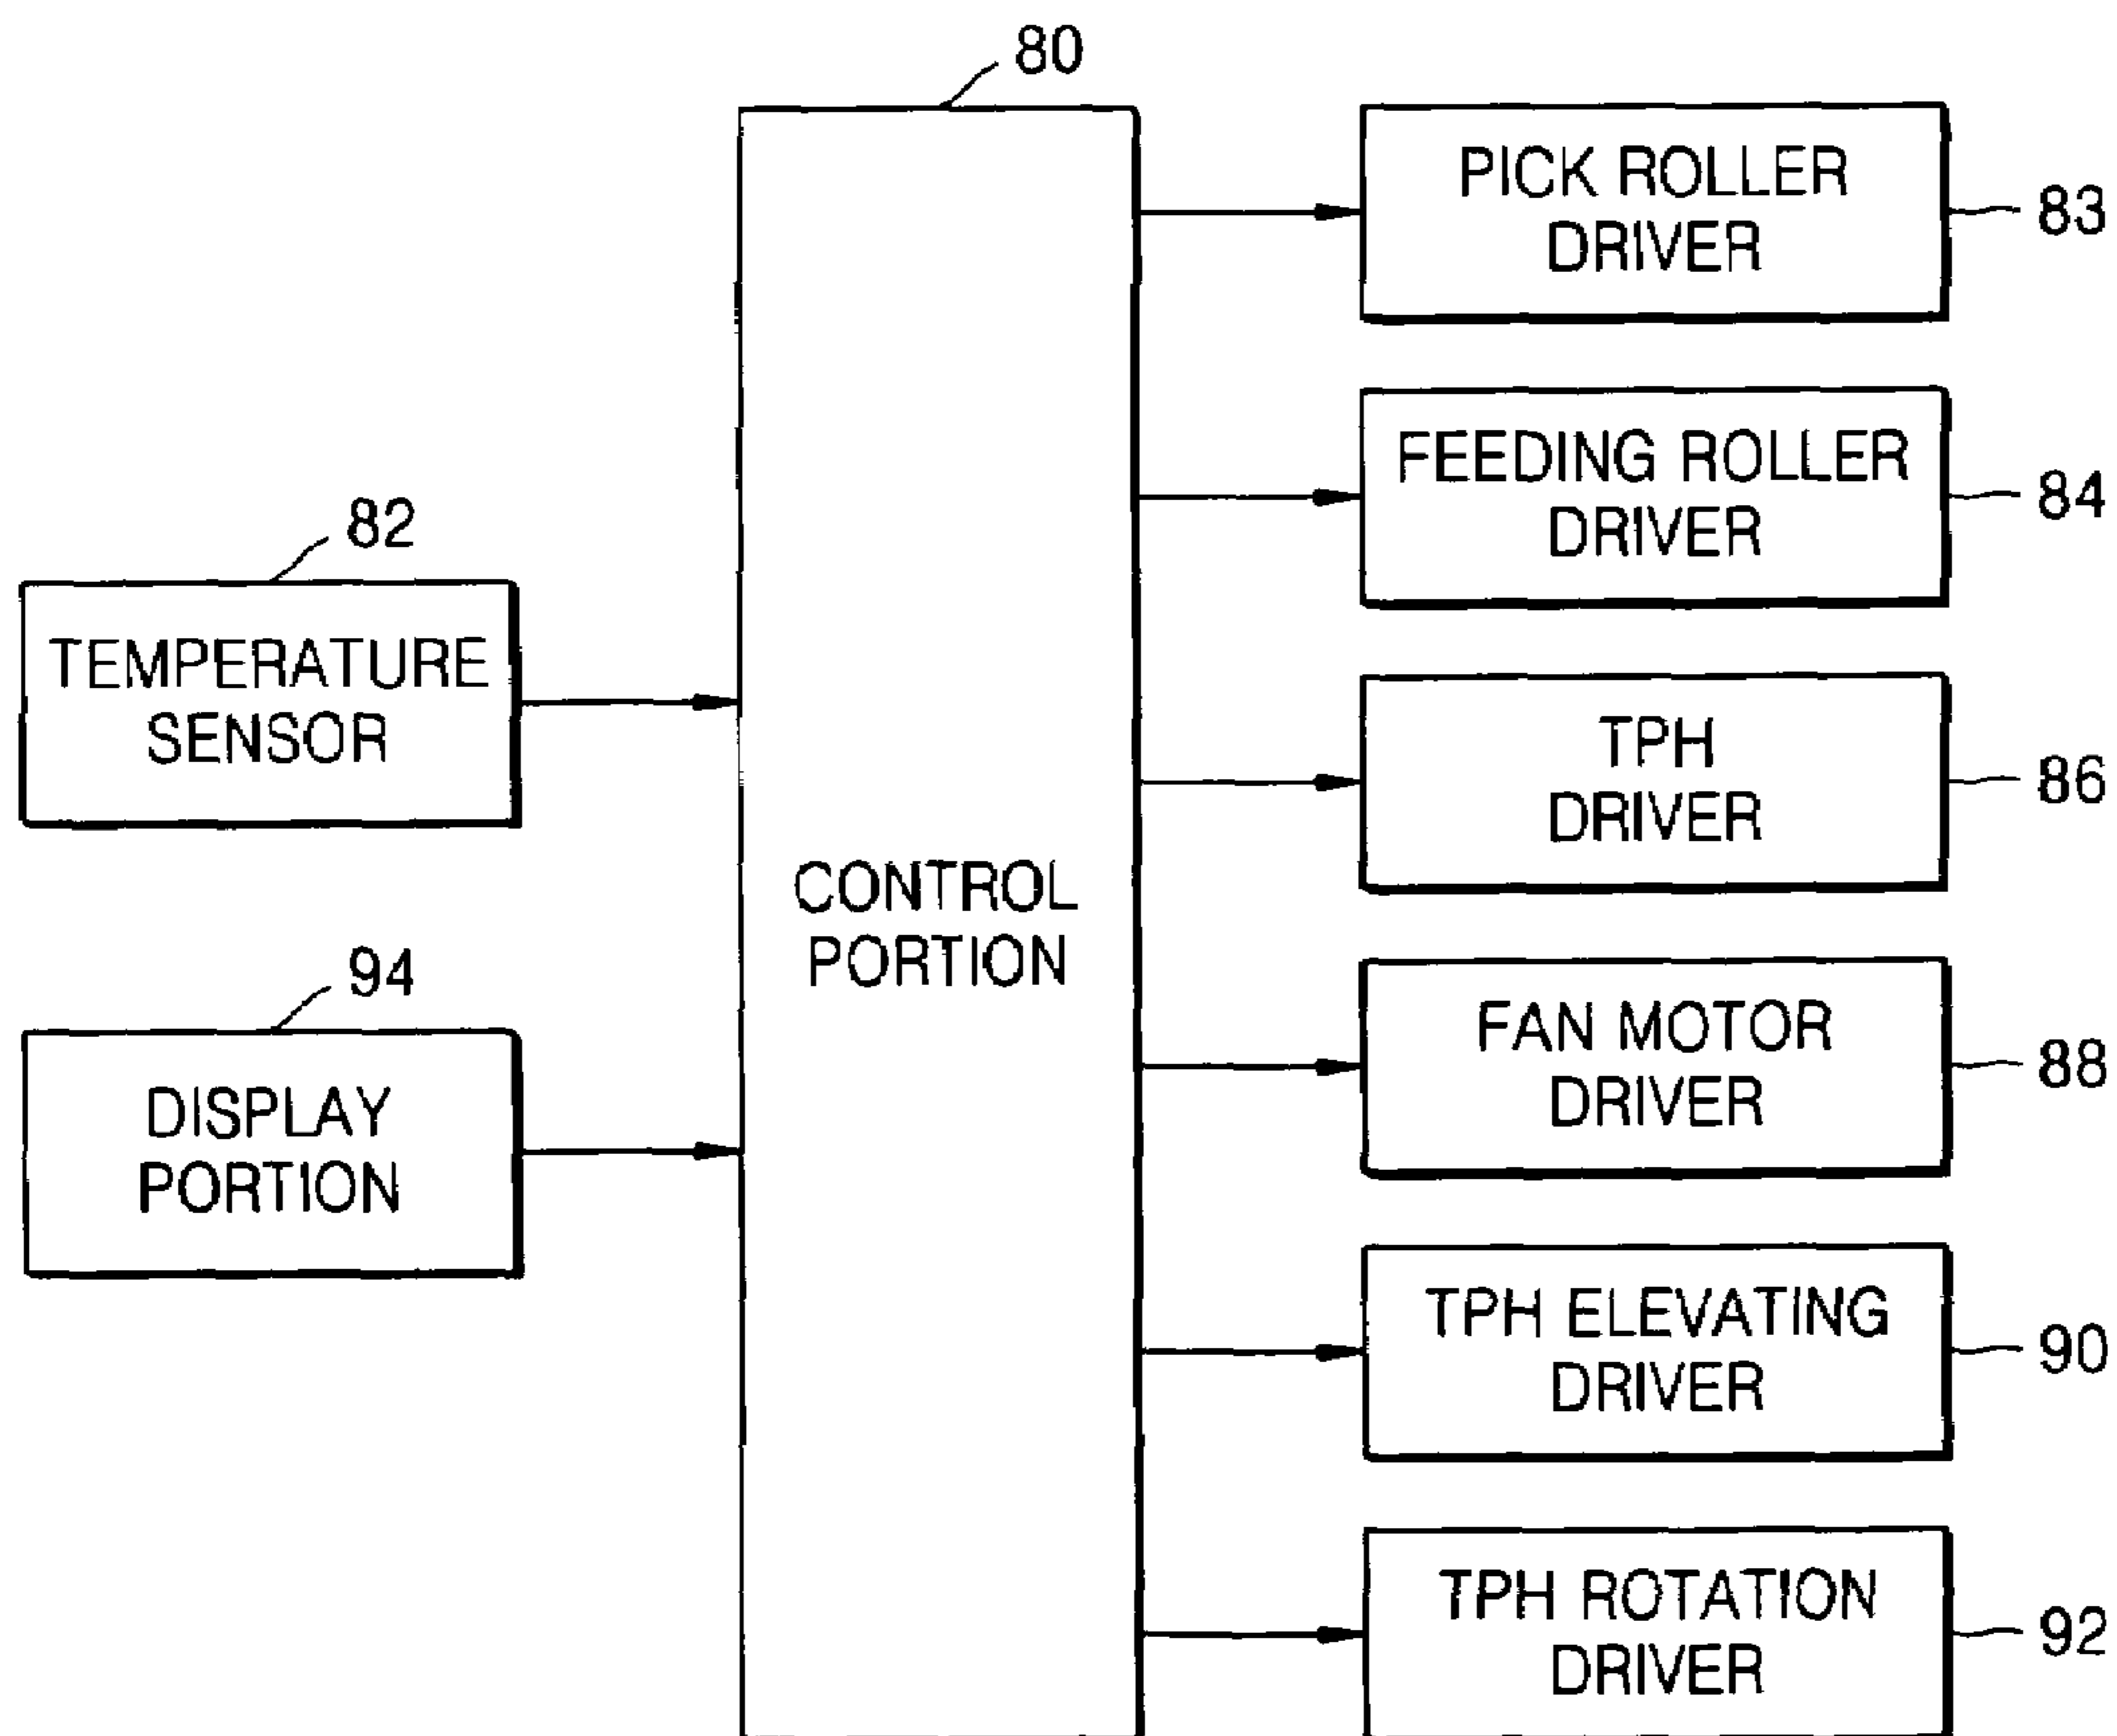 80
PICK ROLLER
DRIVER
83
FEEDING ROLLER
DRIVER
84
82
TEMPERATURE
SENSOR
TPH
DRIVER
86
CONTROL
PORTION
94
DISPLAY
PORTION
FAN MOTOR
DRIVER
88
TPH ELEVATING
DRIVER
90
TPH ROTATION
DRIVER
92